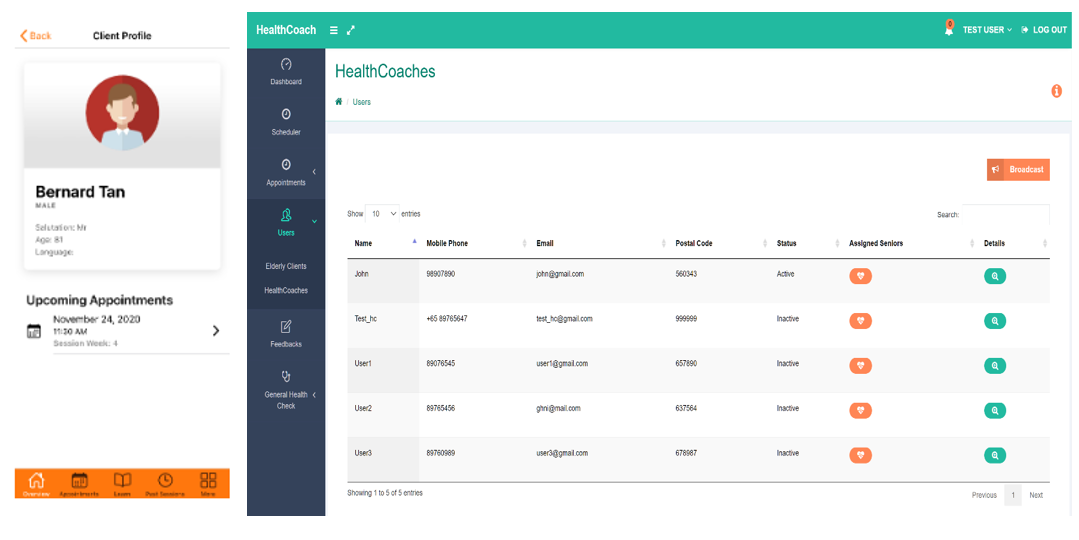 Back Client Profile
Bernard Tan
MALE
Salutation: Mr
Age: 81
Language:
Upcoming Appointments
November 24, 2020
11:30 AM
Session Week: 4
Overview Appointments Learn Past Sessions More
HealthCoach
0
TEST USER LOG OUT
Dashboard
Scheduler
Appointments
Users
Elderly Clients
HealthCoaches
Feedbacks
General Health
Check
HealthCoaches
/ Users
Broadcast
Show 10 entries Search:
Name Mobile Phone Email Postal Code Status Assigned Seniors Details
John 98907890 john@gmail.com 560343 Active
Test_hc +65 89765647 test_hc@gmail.com 999999 Inactive
User1 89076545 user1@gmail.com 657890 Inactive
User2 89765456 ghni@mail.com 637564 Inactive
User3 89760989 user3@gmail.com 678987 Inactive
Showing 1 to 5 of 5 entries Previous 1 Next